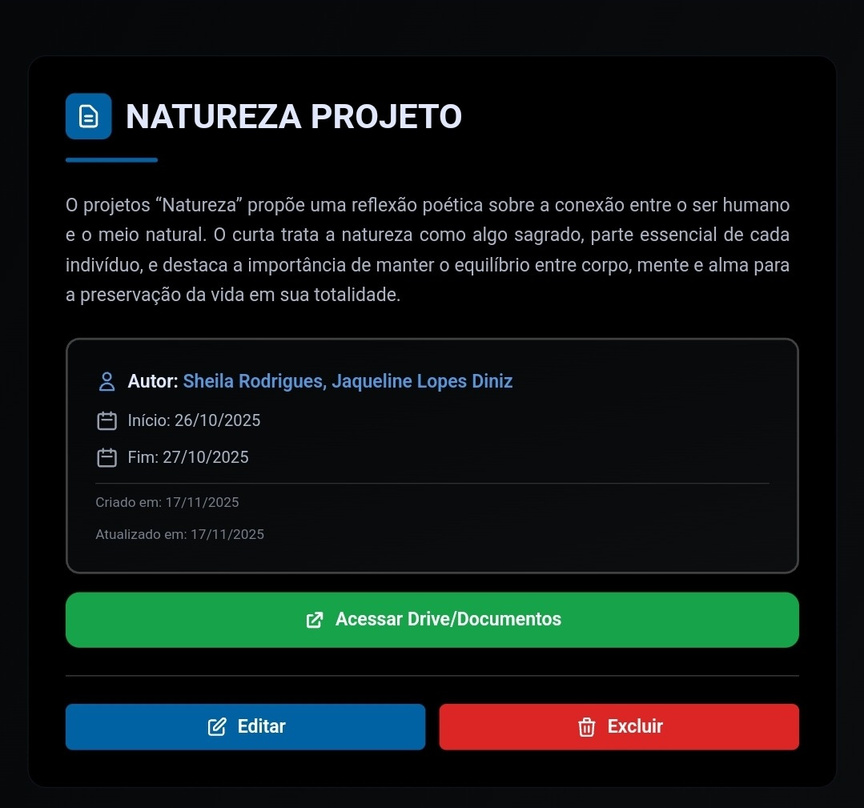 NATUREZA PROJETO
O projetos “Natureza” propõe uma reflexão poética sobre a conexão entre o ser humano
e o meio natural. O curta trata a natureza como algo sagrado, parte essencial de cada
indivíduo, e destaca a importância de manter o equilíbrio entre corpo, mente e alma para
a preservação da vida em sua totalidade.
Autor: Sheila Rodrigues, Jaqueline Lopes Diniz
Início: 26/10/2025
Fim: 27/10/2025
Criado em: 17/11/2025
Atualizado em: 17/11/2025
Acessar Drive/Documentos
Editar
Excluir